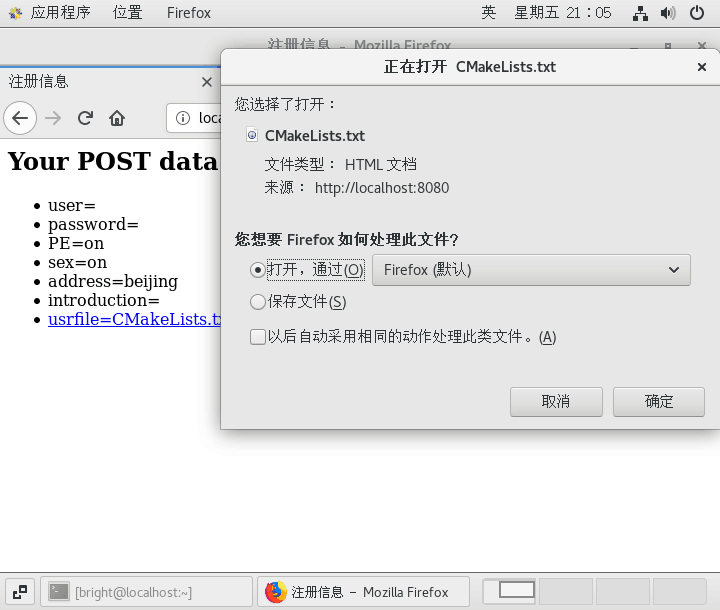 应用程序 位置 Firefox 英 星期五 21：05
注册信息 - Mozilla Firefox
注册信息
正在打开 CMakeLists.txt
您选择了打开：
loca
CMakeLists.txt
文件类型： HTML 文档
来源： http://localhost:8080
您想要 Firefox 如何处理此文件?
打开，通过(O) Firefox (默认)
保存文件(S)
以后自动采用相同的动作处理此类文件。(A)
取消 确定
Your POST data
user=
password=
PE=on
sex=on
address=beijing
introduction=
usrfile=CMakeLists.tx
[bright@localhost:~] 注册信息 - Mozilla Firefox